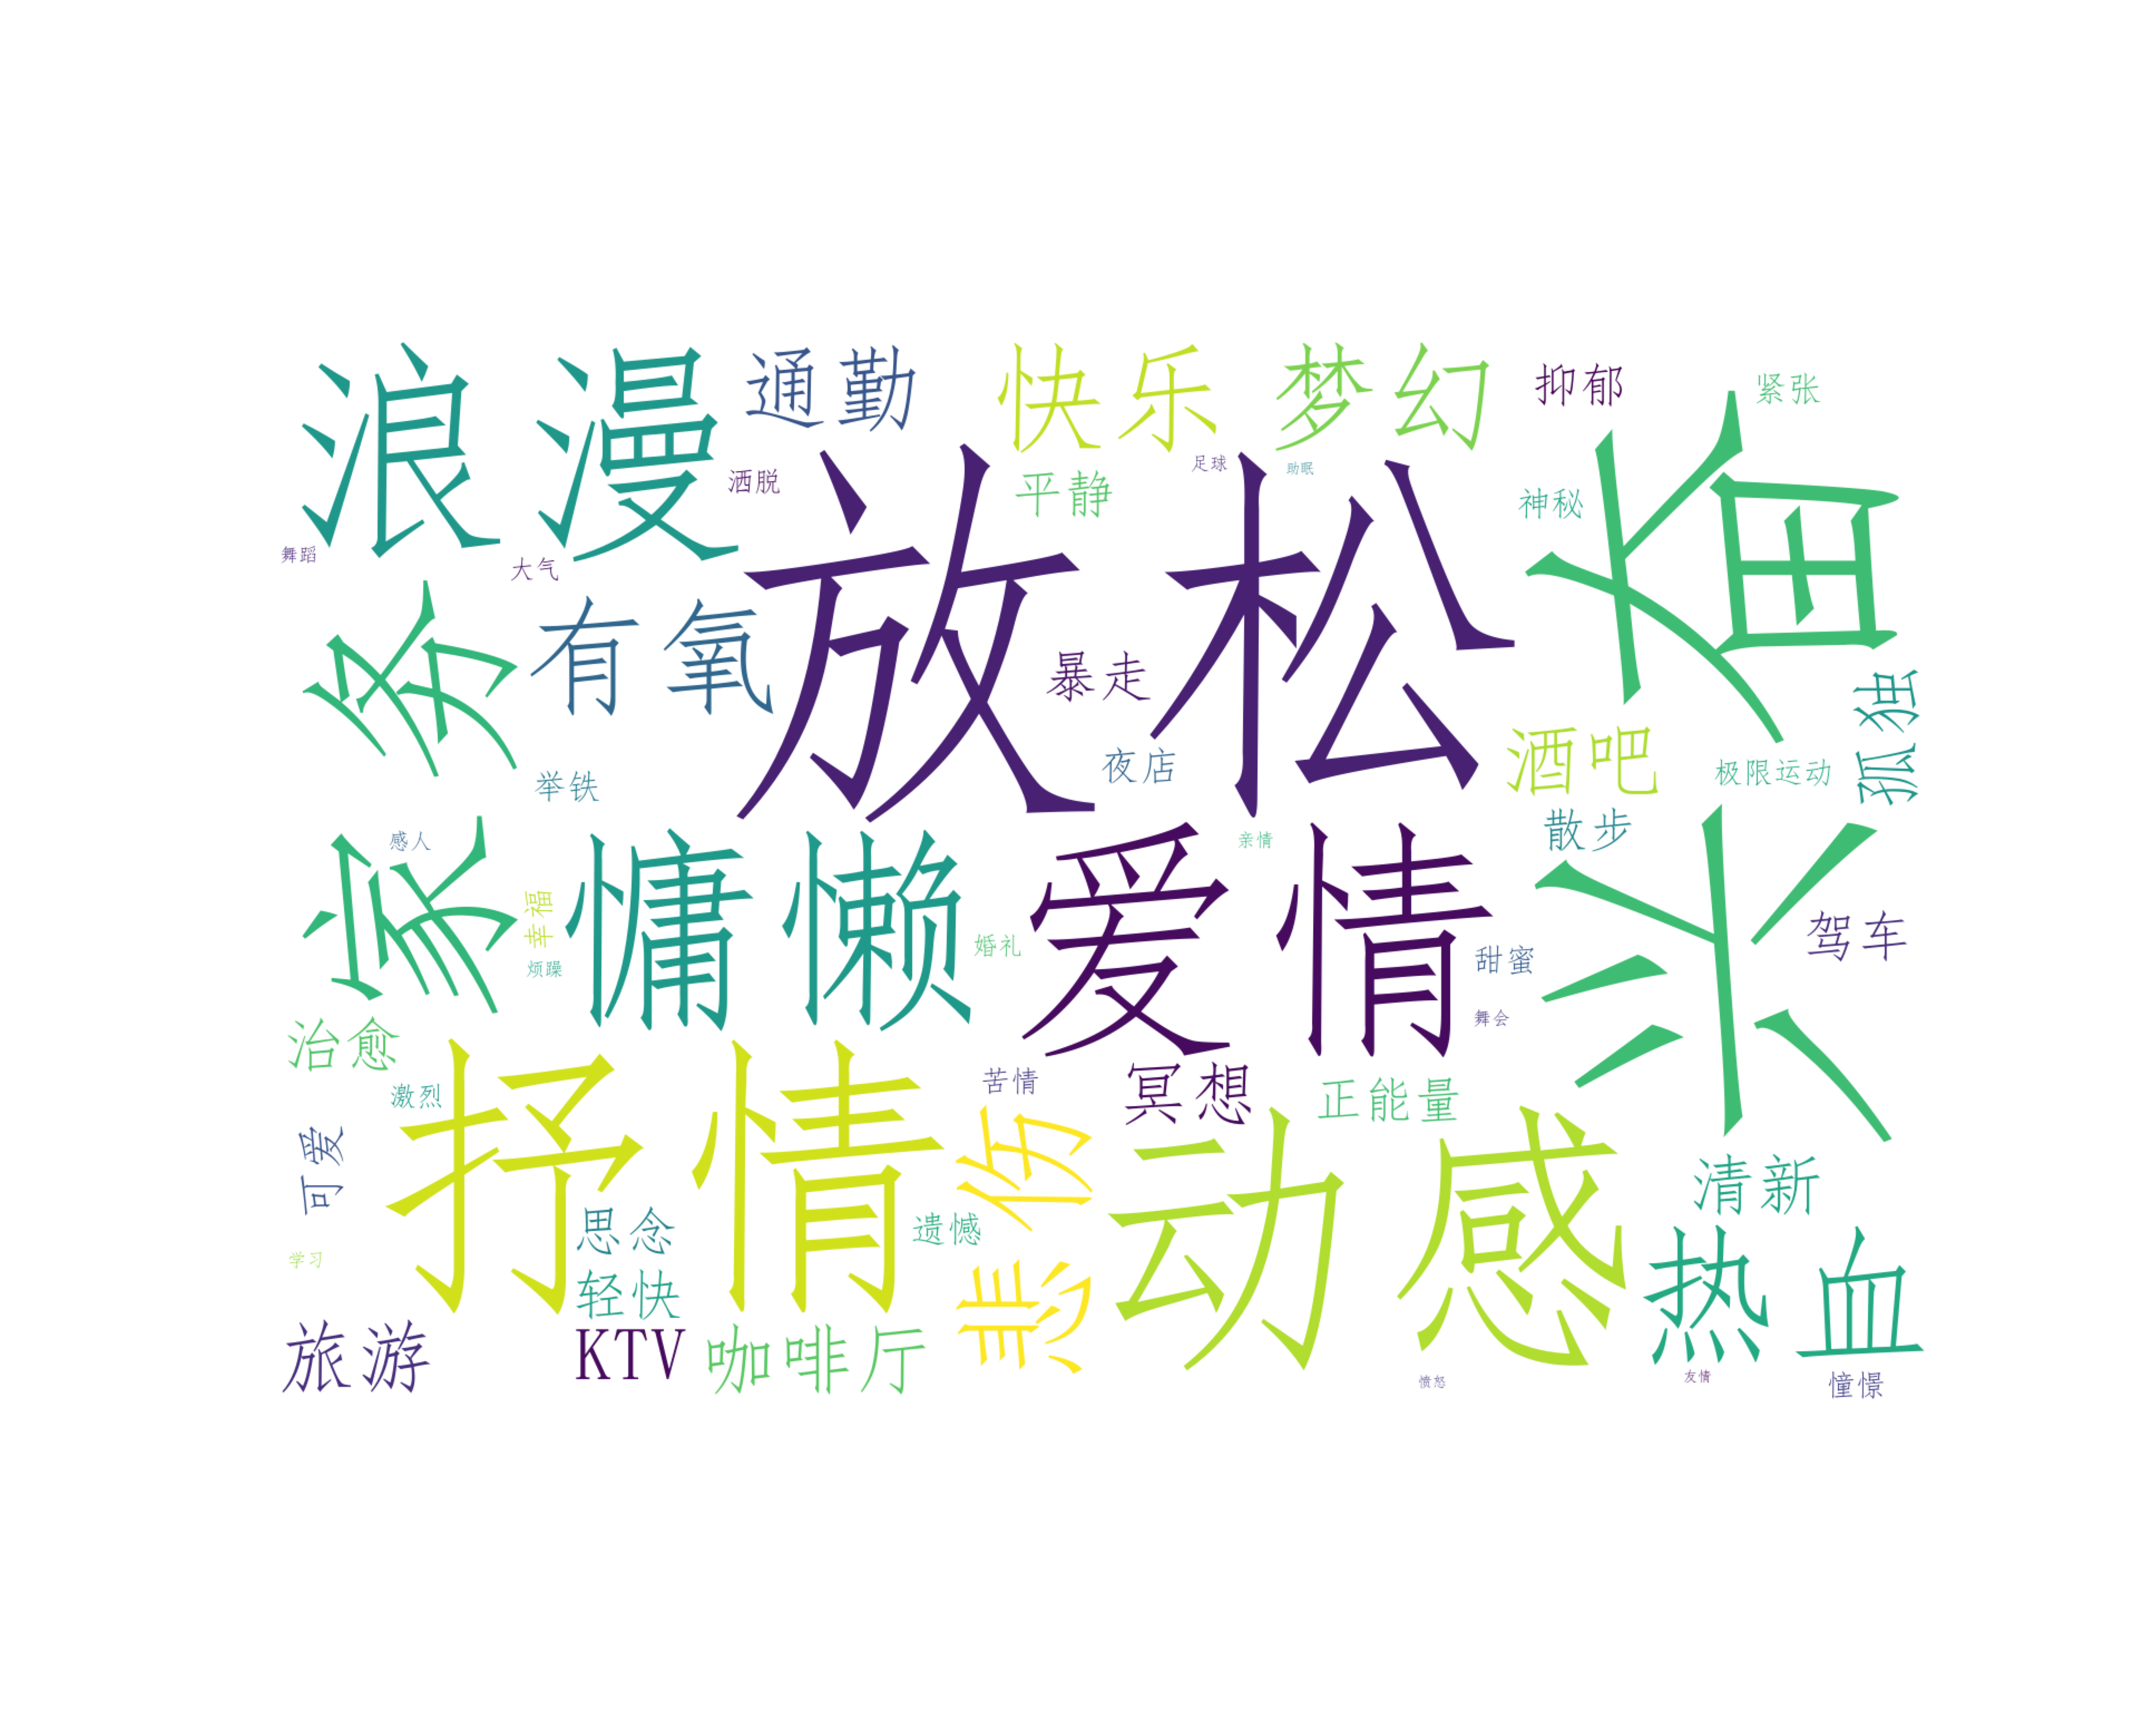 浪漫
通勤
快乐
梦幻
抑郁
紧张
洒脱
平静
足球
助眠
神秘
兴奋
舞蹈
大气
放松
有氧
家务
暴走
孤独
举铁
夜店
酒吧
极限运动
感人
亲情
散步
幸福
慵懒
爱情
烦躁
婚礼
甜蜜
驾车
舞会
治愈
激烈
苦情
冥想
正能量
可爱
抒情
悲伤
动感
清新
思念
遗憾
学习
轻快
热血
旅游
KTV
咖啡厅
愤怒
友情
憧憬